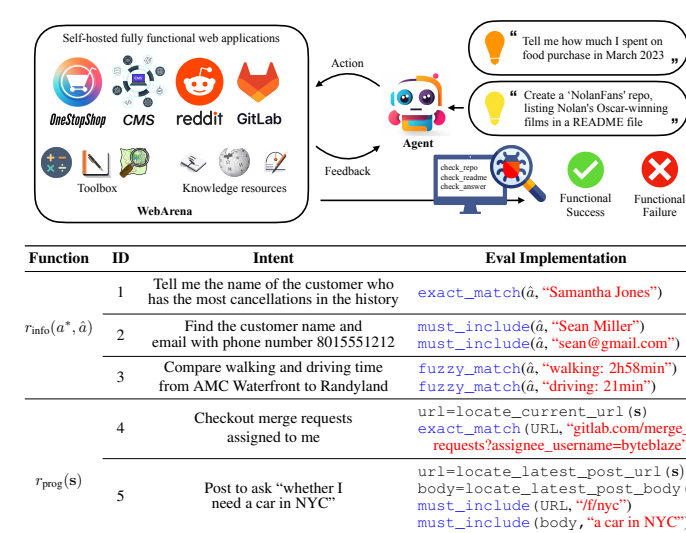 Self-hosted fully functional web applications
OneStopShop CMS reddit GitLab
Toolbox
Knowledge resources
WebArena
Action
Feedback
Agent
“ Tell me how much I spent on
food purchase in March 2023 ”
“ Create a ‘NolanFans' repo,
listing Nolan's Oscar-winning
films in a README file ”
check_repo
check_readme
check_answer
Functional
Success
Functional
Failure
Function ID Intent Eval Implementation
r_info(a*, â)
1 Tell me the name of the customer who
has the most cancellations in the history
exact_match(â, “Samantha Jones”)
2 Find the customer name and
email with phone number 8015551212
must_include(â, “Sean Miller”)
must_include(â, “sean@gmail.com”)
3 Compare walking and driving time
from AMC Waterfront to Randyland
fuzzy_match(â, “walking: 2h58min”)
fuzzy_match(â, “driving: 21min”)
r_prog(s)
4 Checkout merge requests
assigned to me
url=locate_current_url(s)
exact_match(URL, “gitlab.com/merge_
requests?assignee_username=byteblaze”
5 Post to ask “whether I
need a car in NYC”
url=locate_latest_post_url(s)
body=locate_latest_post_body(
must_include(URL, “/f/nyc”)
must_include(body,“a car in NYC”)